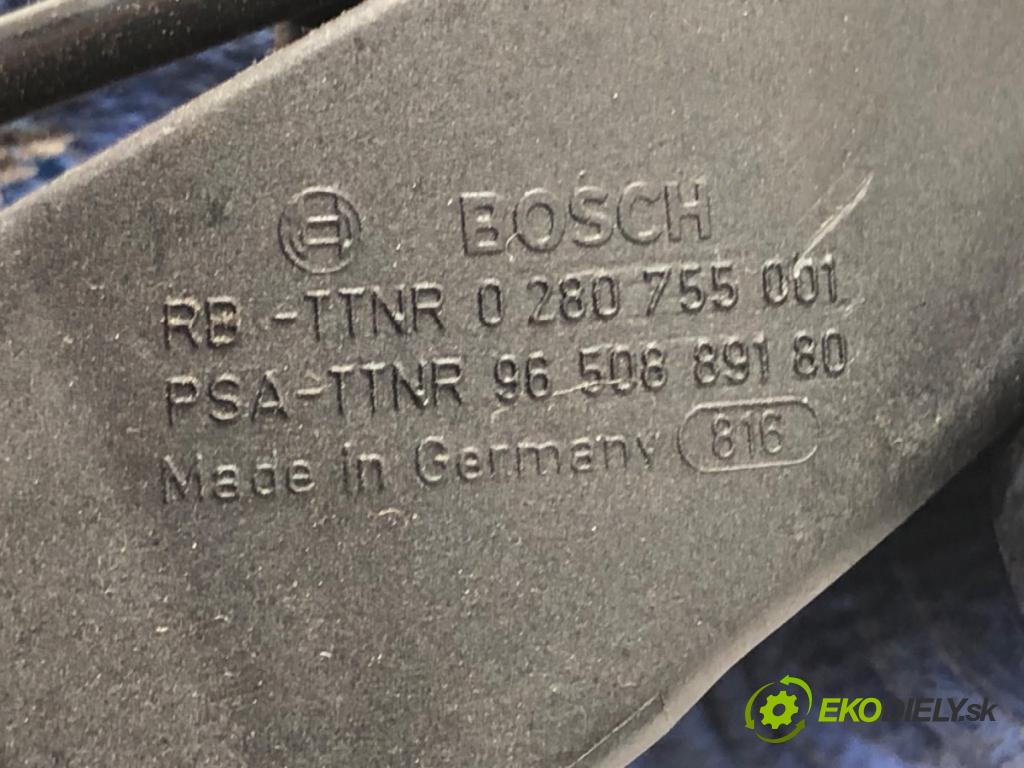 BOSCH
RB -TTNR 0 280 755 001
PSA-TTNR 96 508 891 80
Made in Germany 816
EKODIELY.sk